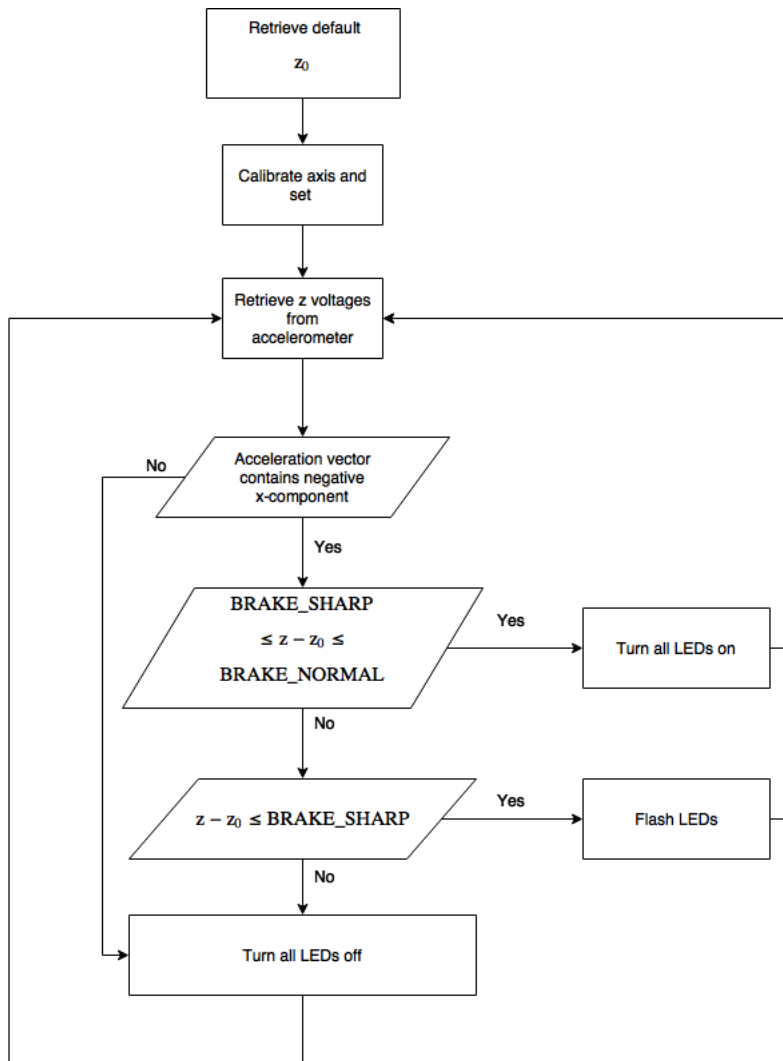 Retrieve default
z₀
Calibrate axis and
set
Retrieve z voltages
from
accelerometer
No
Acceleration vector
contains negative
x-component
Yes
BRAKE_SHARP
≤ z − z₀ ≤
BRAKE_NORMAL
Yes
Turn all LEDs on
No
z − z₀ ≤ BRAKE_SHARP
Yes
Flash LEDs
No
Turn all LEDs off